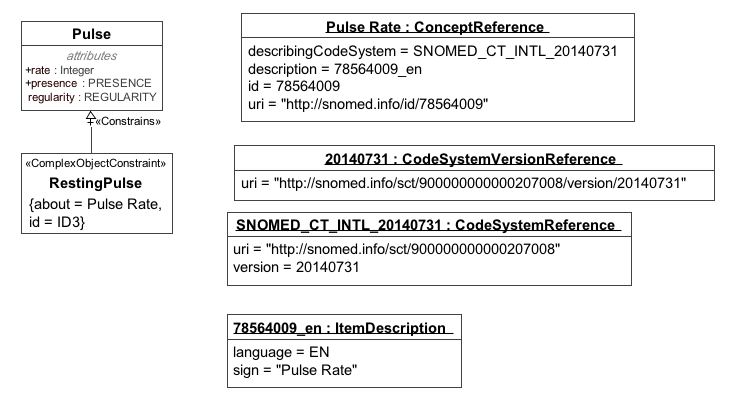 Pulse
attributes
+rate : Integer
+presence : PRESENCE
regularity : REGULARITY
«Constrains»
«ComplexObjectConstraint»
RestingPulse
{about = Pulse Rate,
id = ID3}
Pulse Rate : ConceptReference
describingCodeSystem = SNOMED_CT_INTL_20140731
description = 78564009_en
id = 78564009
uri = "http://snomed.info/id/78564009"
20140731 : CodeSystemVersionReference
uri = "http://snomed.info/sct/900000000000207008/version/20140731"
SNOMED_CT_INTL_20140731 : CodeSystemReference
uri = "http://snomed.info/sct/900000000000207008"
version = 20140731
78564009_en : ItemDescription
language = EN
sign = "Pulse Rate"